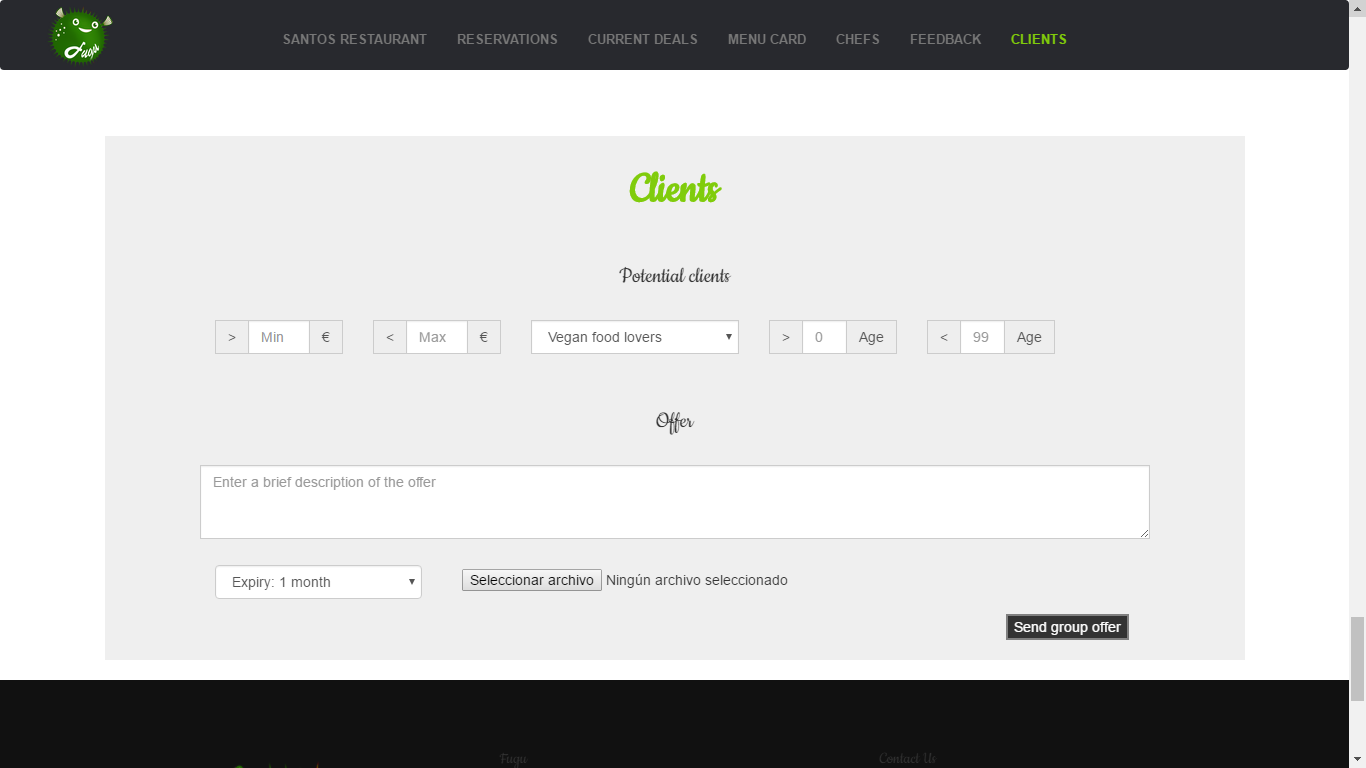 Fugu
SANTOS RESTAURANT RESERVATIONS CURRENT DEALS MENU CARD CHEFS FEEDBACK CLIENTS
Clients
Potential clients
> Min € < Max € Vegan food lovers > 0 Age < 99 Age
Offer
Enter a brief description of the offer
Expiry: 1 month Seleccionar archivo Ningún archivo seleccionado
Send group offer
Fugu Contact Us